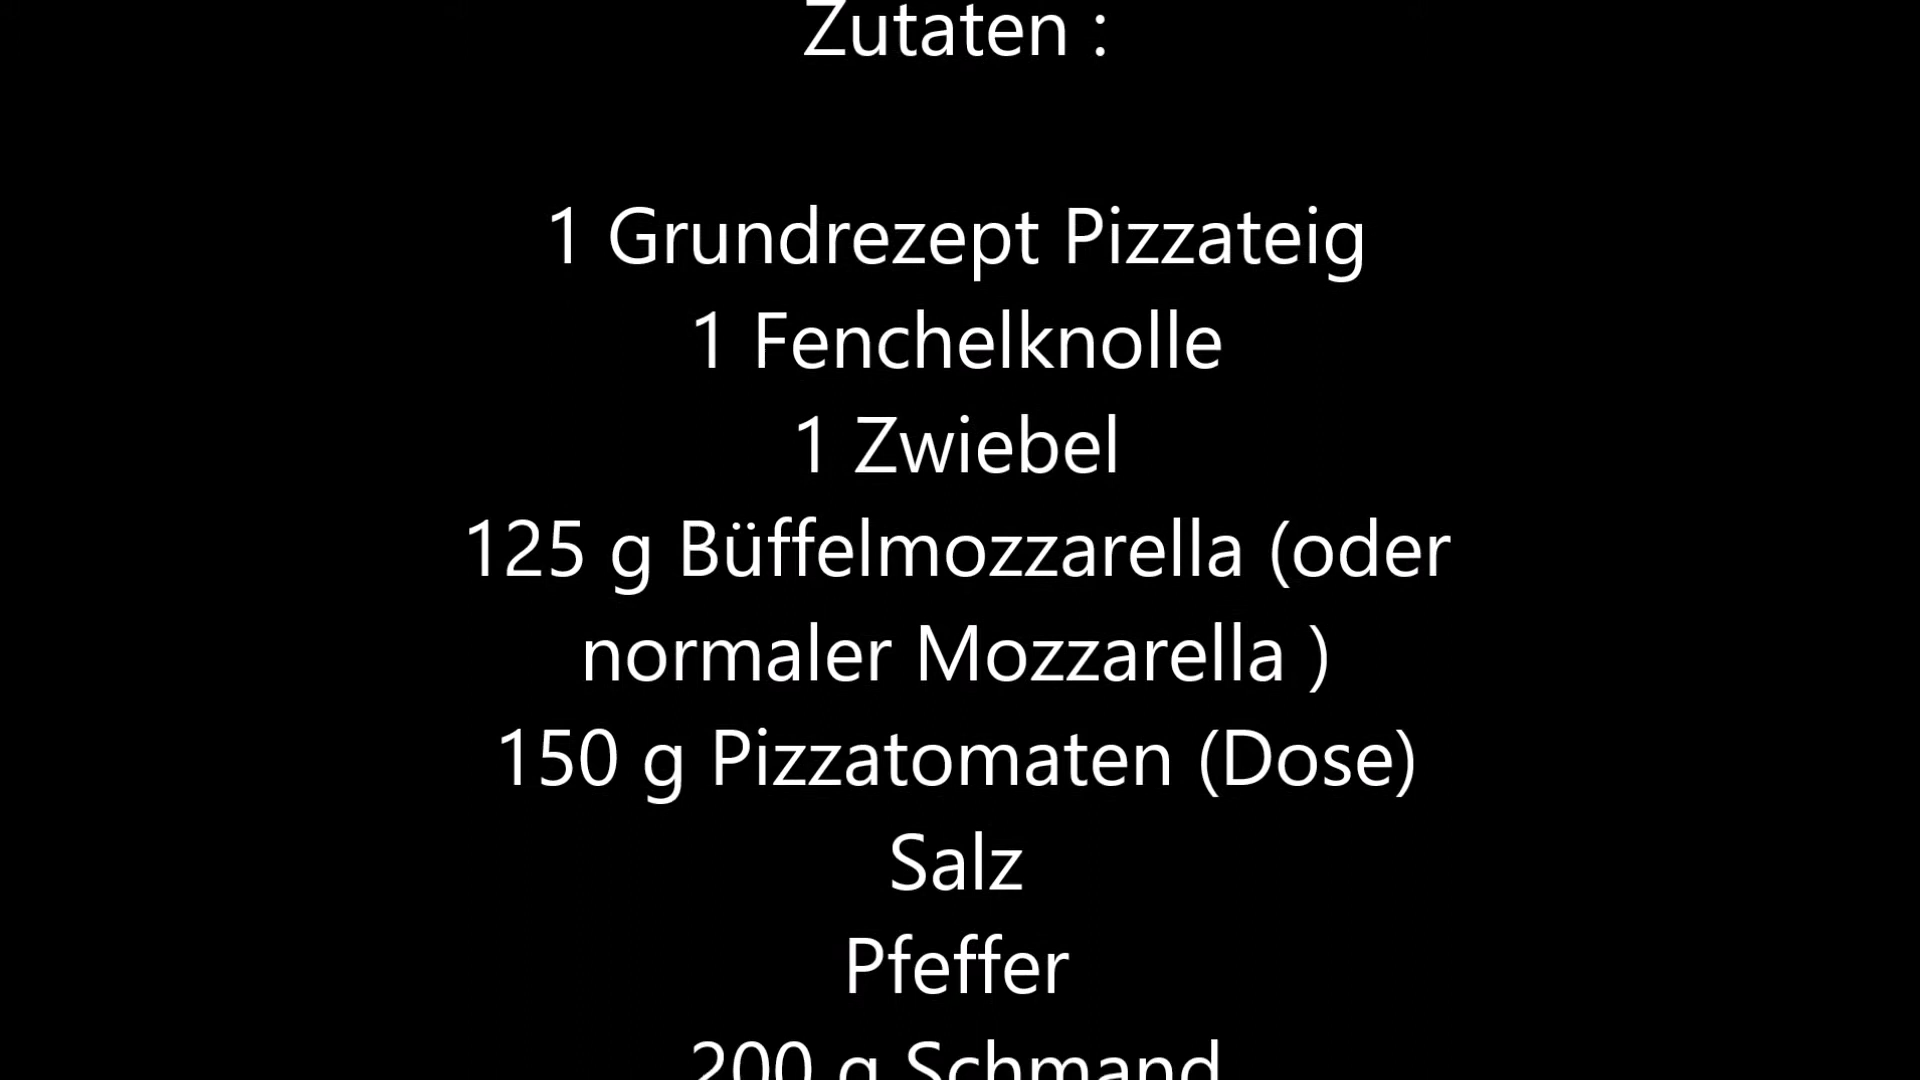 Zutaten :
1 Grundrezept Pizzateig
1 Fenchelknolle
1 Zwiebel
125 g Büffelmozzarella (oder
normaler Mozzarella )
150 g Pizzatomaten (Dose)
Salz
Pfeffer
200 g Schmand